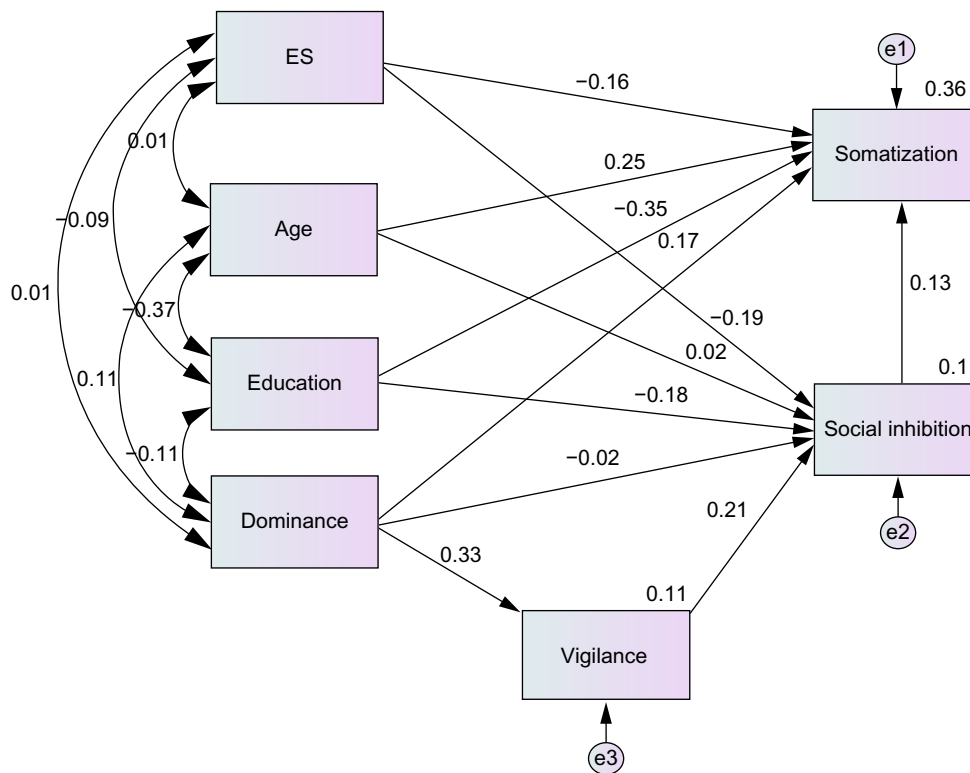 ES
e1
−0.16
0.36
0.01
Somatization
0.25
Age
−0.35
−0.09
0.17
0.01
−0.37
0.13
−0.19
0.02
0.11
Education
0.1
−0.18
Social inhibition
−0.11
−0.02
Dominance
0.21
e2
0.33
0.11
Vigilance
e3